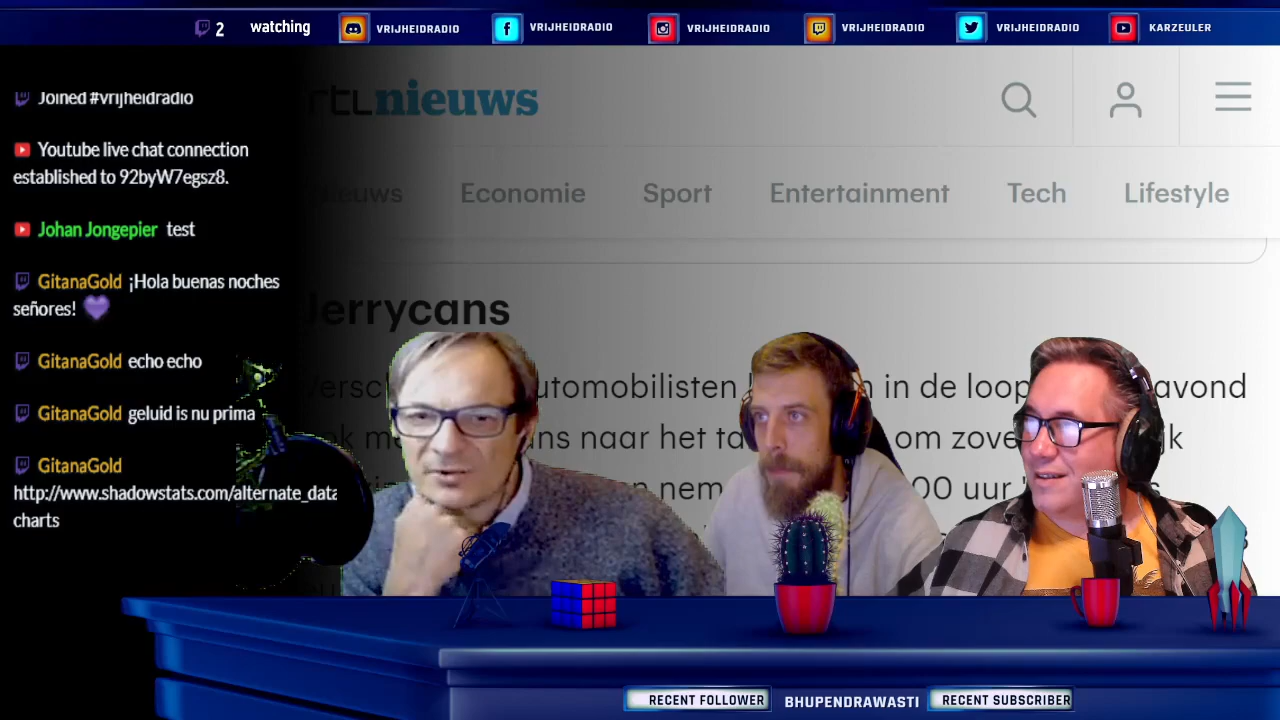 2 watching VRIJHEIDRADIO VRIJHEIDRADIO VRIJHEIDRADIO VRIJHEIDRADIO VRIJHEIDRADIO KARZEULER
rtlnieuws
Nieuws Economie Sport Entertainment Tech Lifestyle
Joined #vrijheidradio
Youtube live chat connection
established to 92byW7egsz8.
Johan Jongepier test
GitanaGold ¡Hola buenas noches
señores! 💜
GitanaGold echo echo
GitanaGold geluid is nu prima
GitanaGold
http://www.shadowstats.com/alternate_data
charts
Jerrycans
utomobilisten in de loop avond
naar het om zove
nem 00 uur
RECENT FOLLOWER BHUPENDRAWASTI RECENT SUBSCRIBER